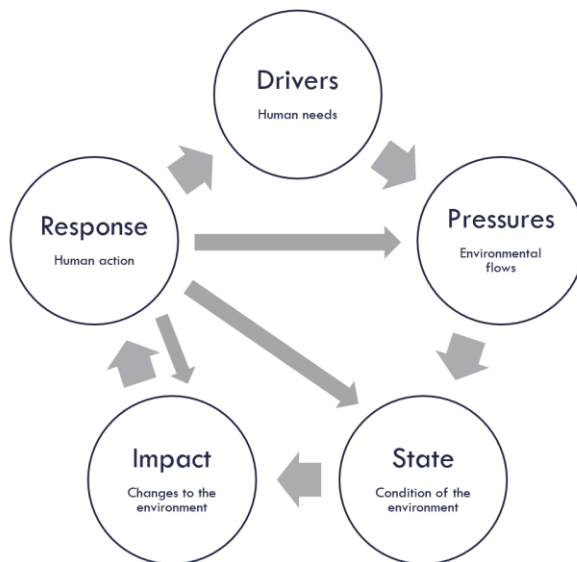 Drivers
Human needs
Response
Human action
Pressures
Environmental
flows
Impact
Changes to the
environment
State
Condition of the
environment